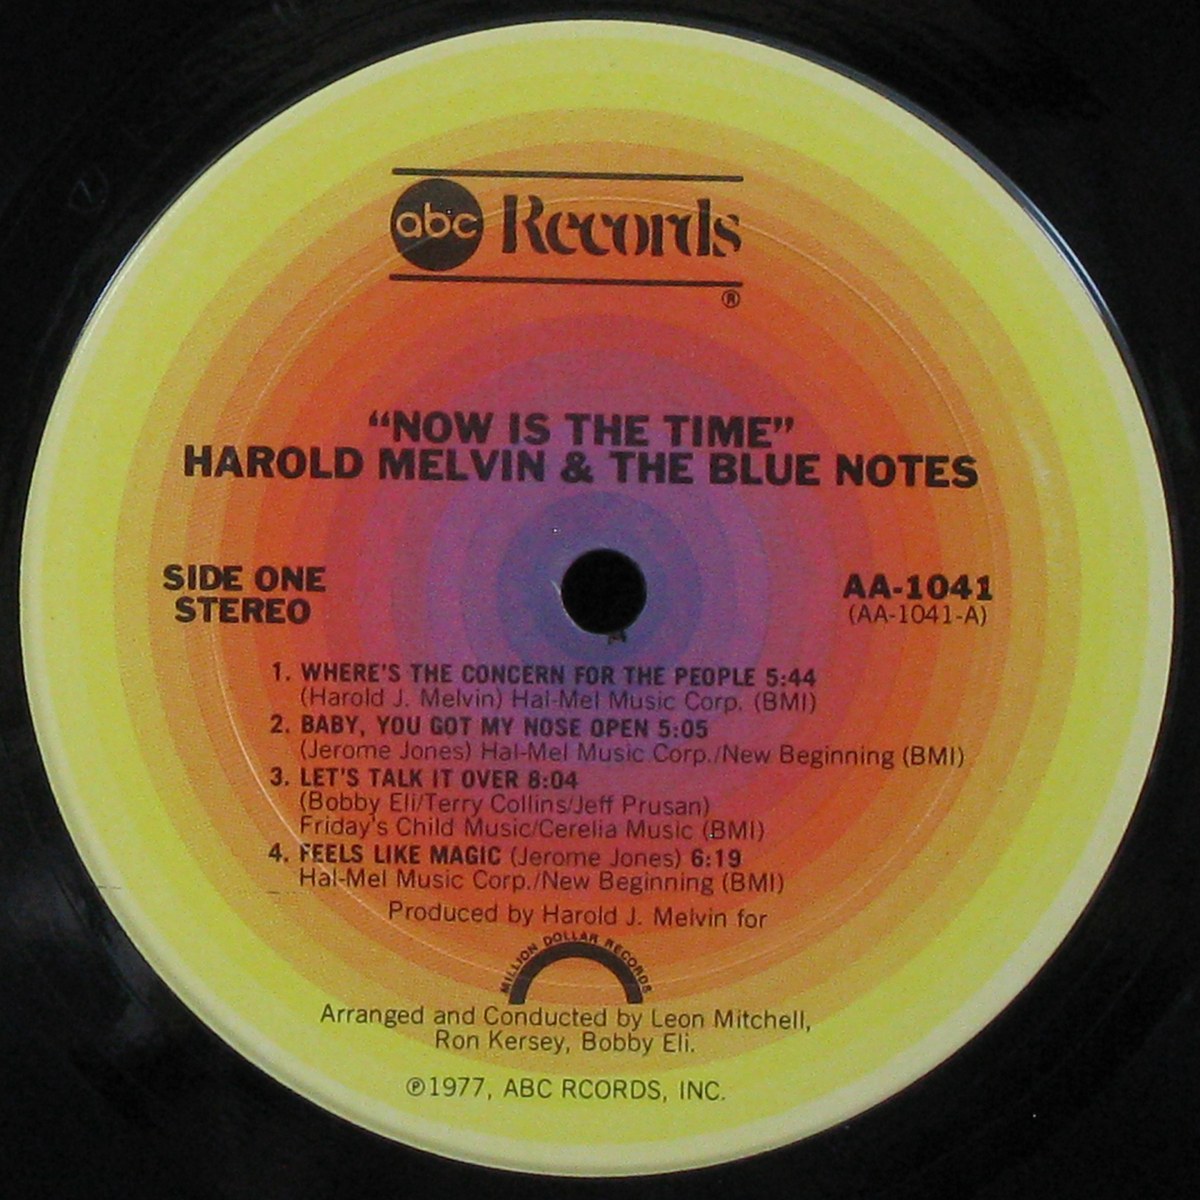 abc Records
®
“NOW IS THE TIME”
HAROLD MELVIN & THE BLUE NOTES
SIDE ONE
STEREO
AA-1041
(AA-1041-A)
1. WHERE'S THE CONCERN FOR THE PEOPLE 5:44
(Harold J. Melvin) Hal-Mel Music Corp. (BMI)
2. BABY, YOU GOT MY NOSE OPEN 5:05
(Jerome Jones) Hal-Mel Music Corp./New Beginning (BMI)
3. LET'S TALK IT OVER 8:04
(Bobby Eli/Terry Collins/Jeff Prusan)
Friday's Child Music/Cerelia Music (BMI)
4. FEELS LIKE MAGIC (Jerome Jones) 6:19
Hal-Mel Music Corp./New Beginning (BMI)
Produced by Harold J. Melvin for
MILLION DOLLAR RECORDS
Arranged and Conducted by Leon Mitchell,
Ron Kersey, Bobby Eli.
℗1977, ABC RCORDS, INC.